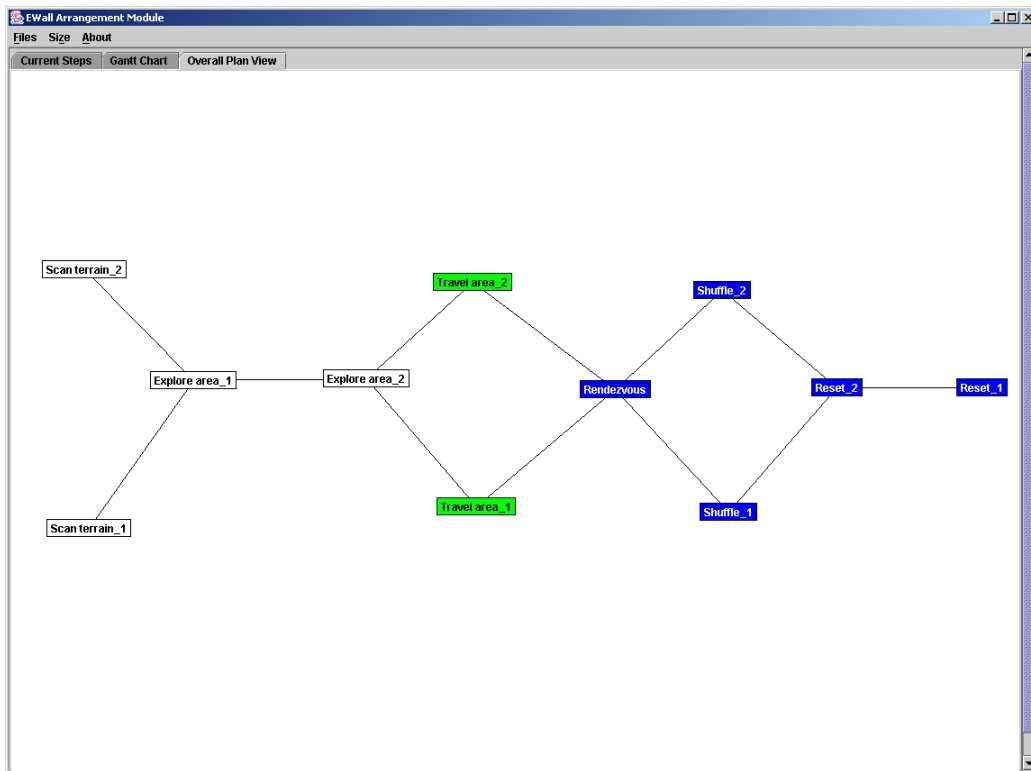 EWall Arrangement Module
Files Size About
Current Steps Gantt Chart Overall Plan View
Scan terrain_2
Travel area_2
Shuffle_2
Explore area_1
Explore area_2
Rendezvous
Reset_2
Reset_1
Travel area_1
Shuffle_1
Scan terrain_1